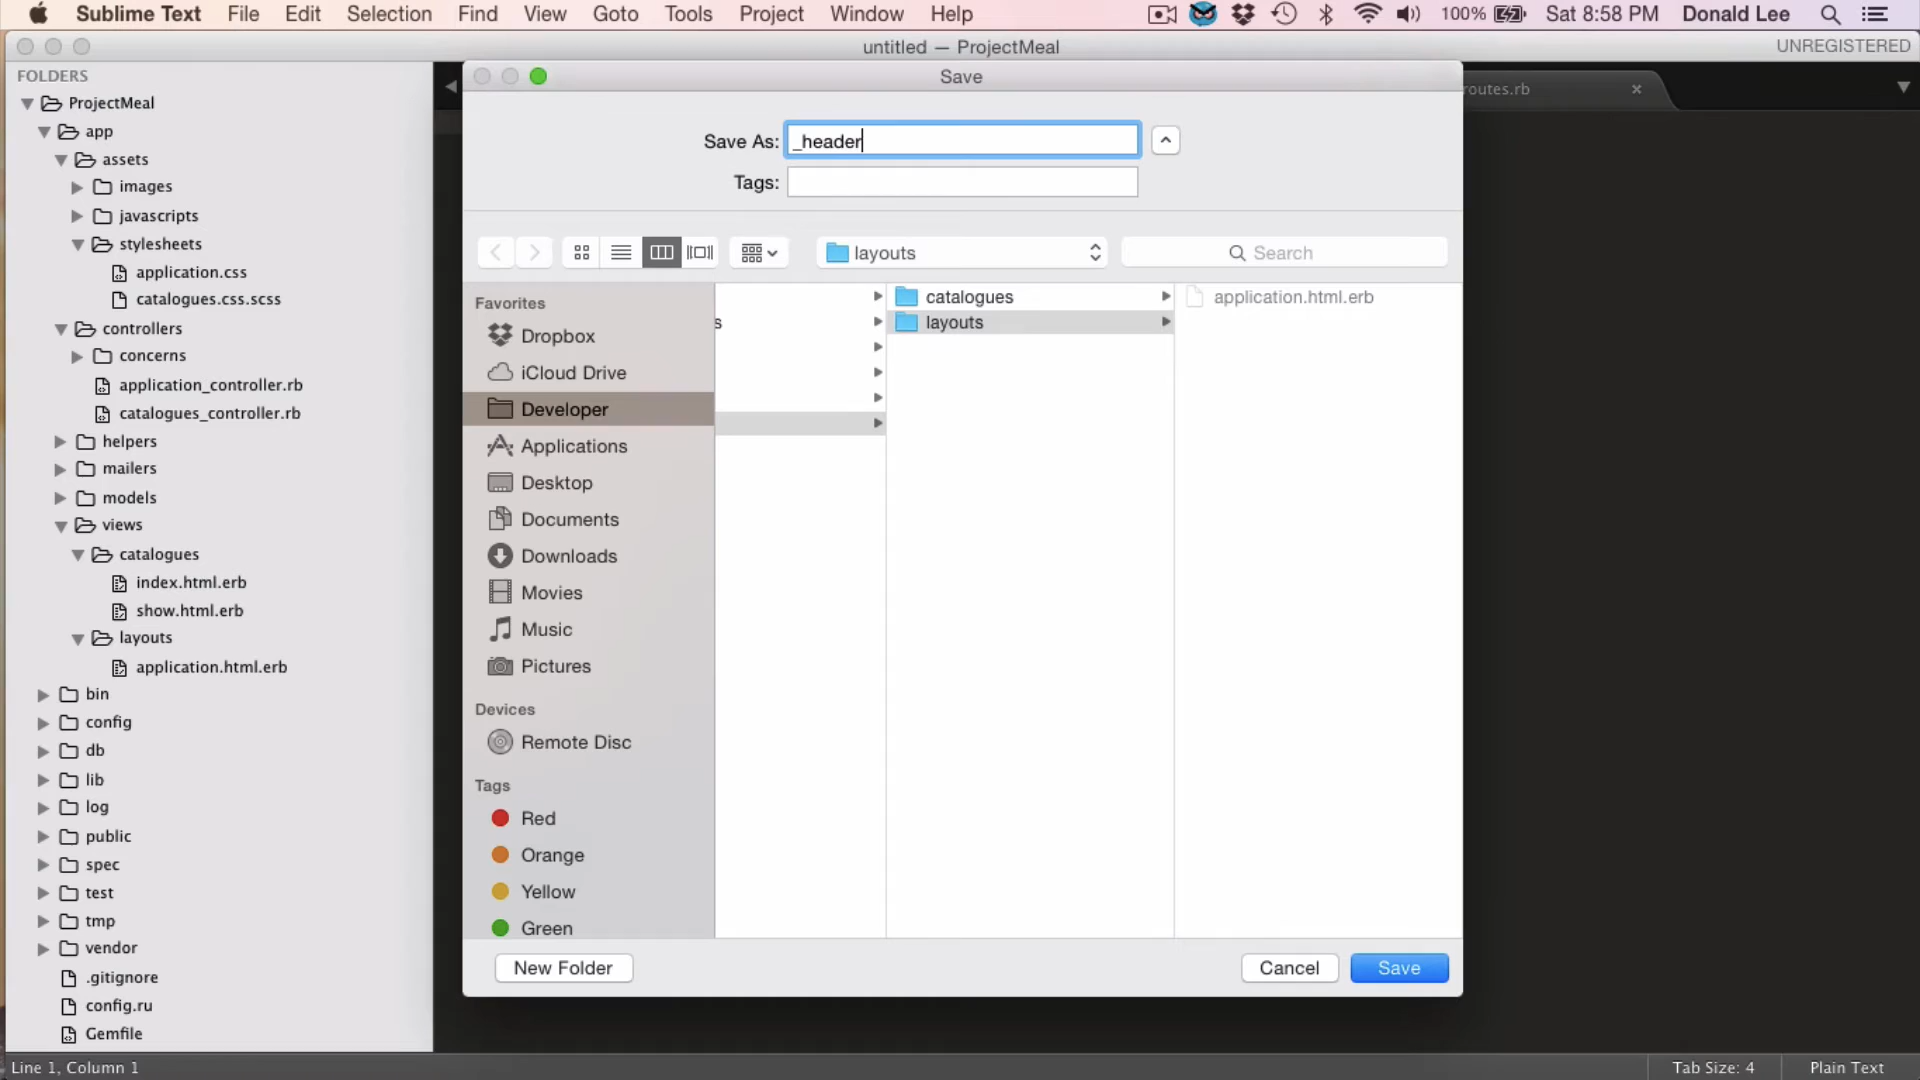 Sublime Text File Edit Selection Find View Goto Tools Project Window Help 100% Sat 8:58 PM Donald Lee
untitled — ProjectMeal UNREGISTERED
FOLDERS
ProjectMeal
app
assets
images
javascripts
stylesheets
application.css
catalogues.css.scss
controllers
concerns
application_controller.rb
catalogues_controller.rb
helpers
mailers
models
views
catalogues
index.html.erb
show.html.erb
layouts
application.html.erb
bin
config
db
lib
log
public
spec
test
tmp
vendor
.gitignore
config.ru
Gemfile
routes.rb
Save
Save As: _header
Tags:
layouts
Search
Favorites
Dropbox
iCloud Drive
Developer
Applications
Desktop
Documents
Downloads
Movies
Music
Pictures
Devices
Remote Disc
Tags
Red
Orange
Yellow
Green
s
catalogues
layouts
application.html.erb
New Folder Cancel Save
Line 1, Column 1 Tab Size: 4 Plain Text